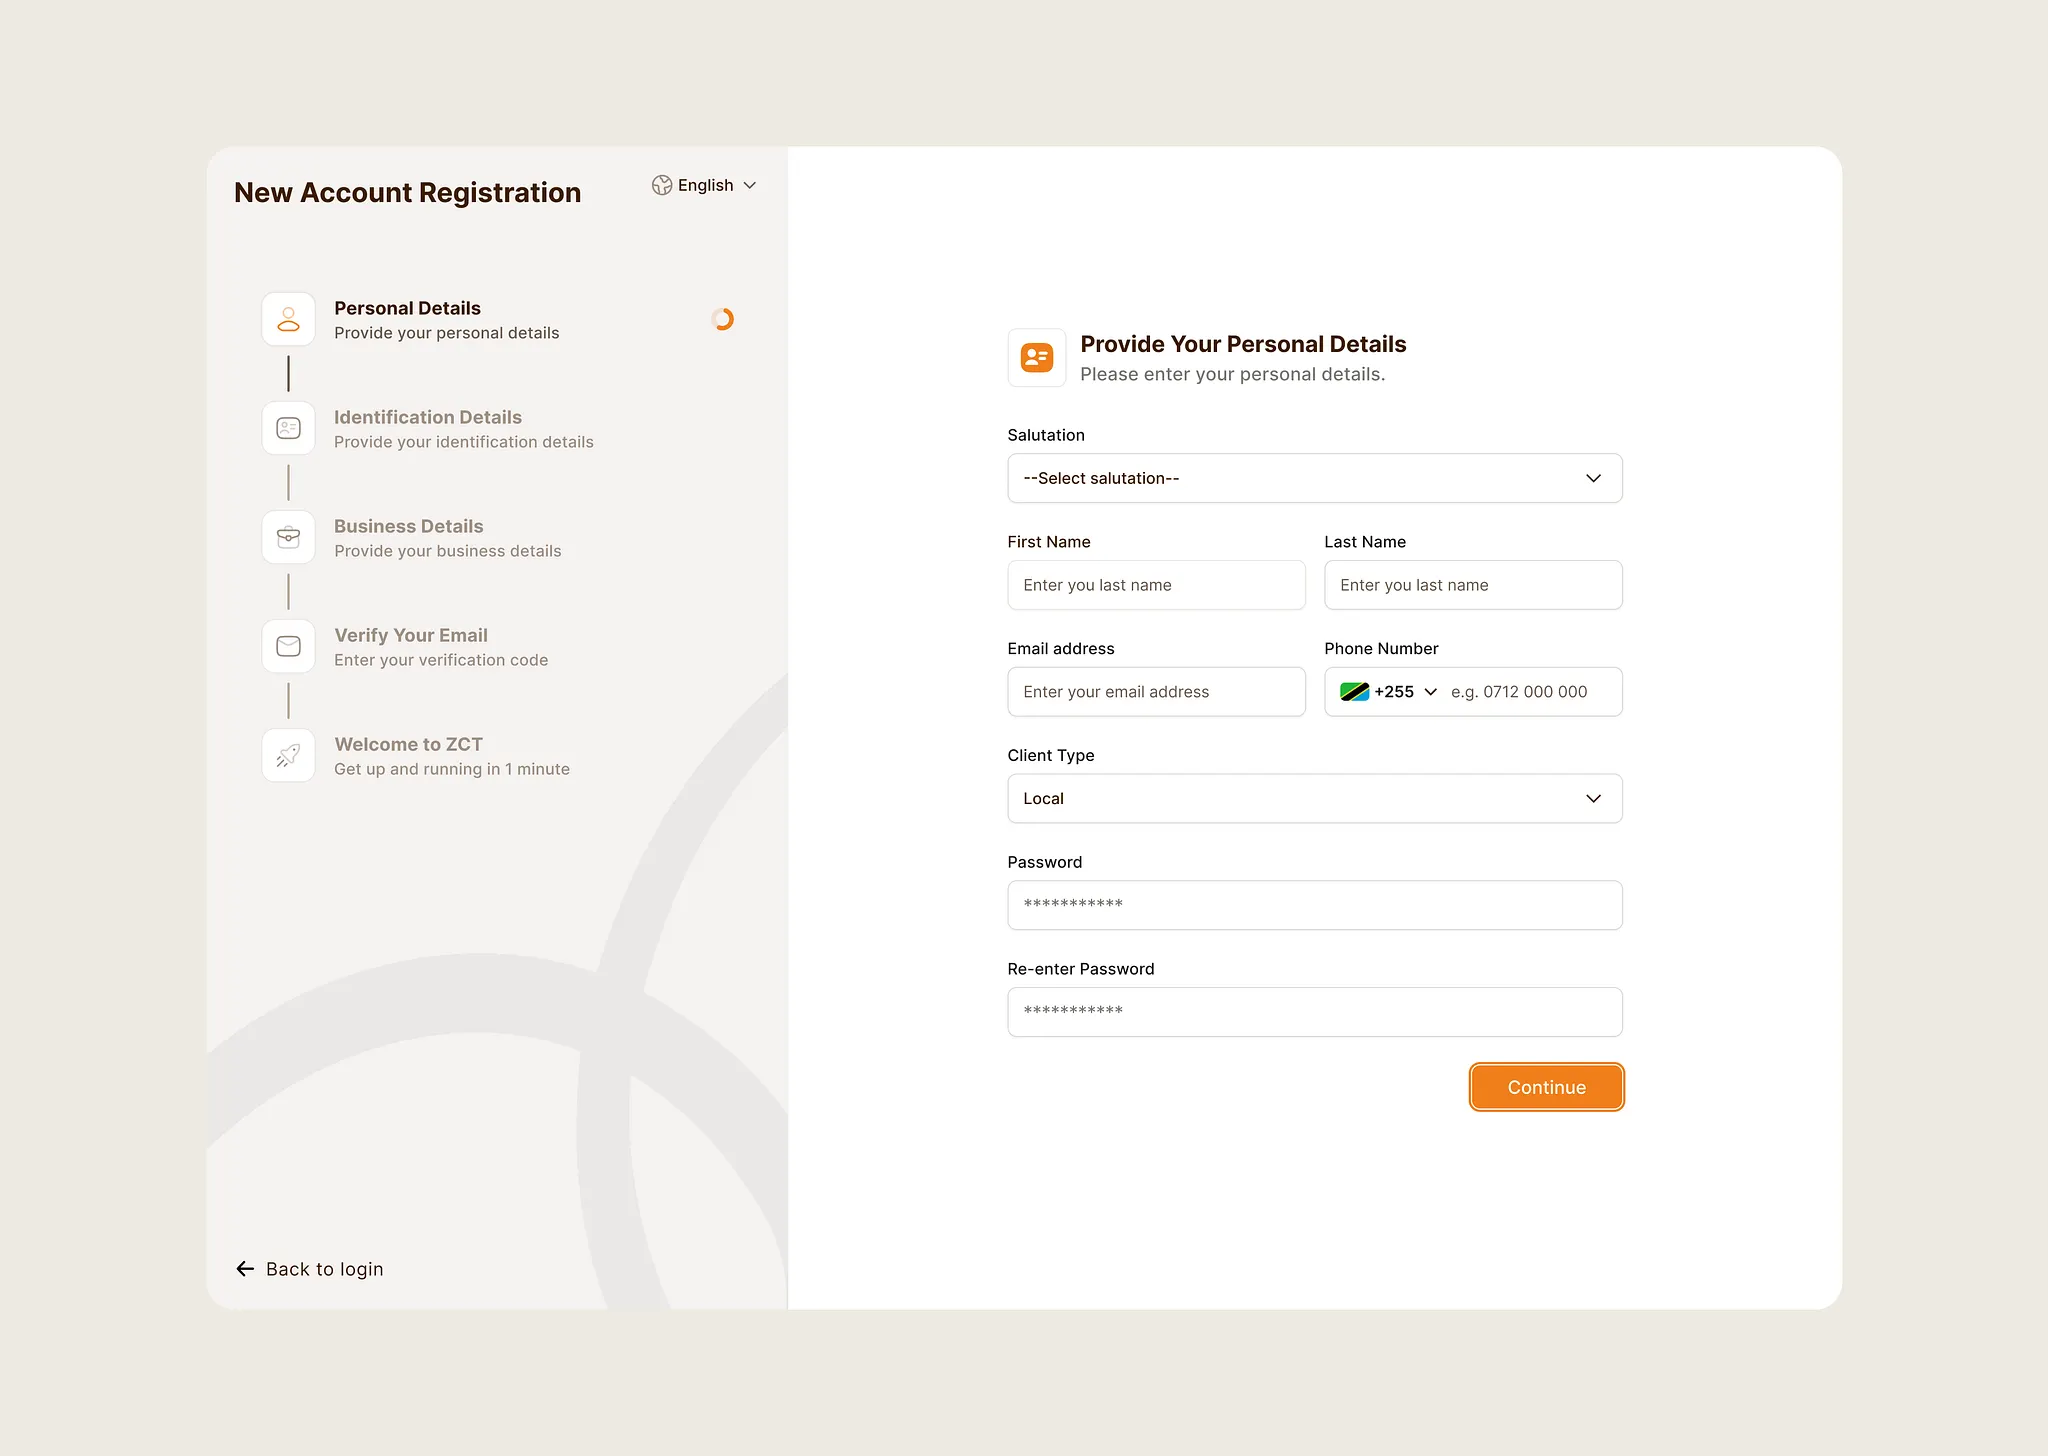 New Account Registration
English
Personal Details
Provide your personal details
Identification Details
Provide your identification details
Business Details
Provide your business details
Verify Your Email
Enter your verification code
Welcome to ZCT
Get up and running in 1 minute
Back to login
Provide Your Personal Details
Please enter your personal details.
Salutation
--Select salutation--
First Name
Enter you last name
Last Name
Enter you last name
Email address
Enter your email address
Phone Number
+255 e.g. 0712 000 000
Client Type
Local
Password
***********
Re-enter Password
***********
Continue